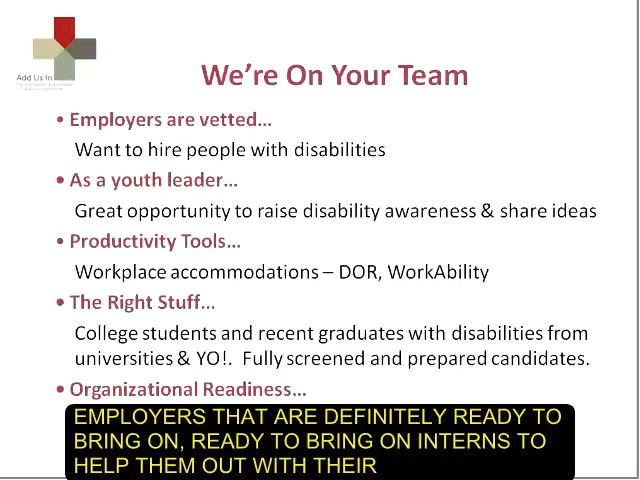 Add Us In
We're On Your Team
• Employers are vetted...
Want to hire people with disabilities
• As a youth leader...
Great opportunity to raise disability awareness & share ideas
• Productivity Tools...
Workplace accommodations – DOR, WorkAbility
• The Right Stuff...
College students and recent graduates with disabilities from
universities & YO!. Fully screened and prepared candidates.
• Organizational Readiness...
EMPLOYERS THAT ARE DEFINITELY READY TO
BRING ON, READY TO BRING ON INTERNS TO
HELP THEM OUT WITH THEIR